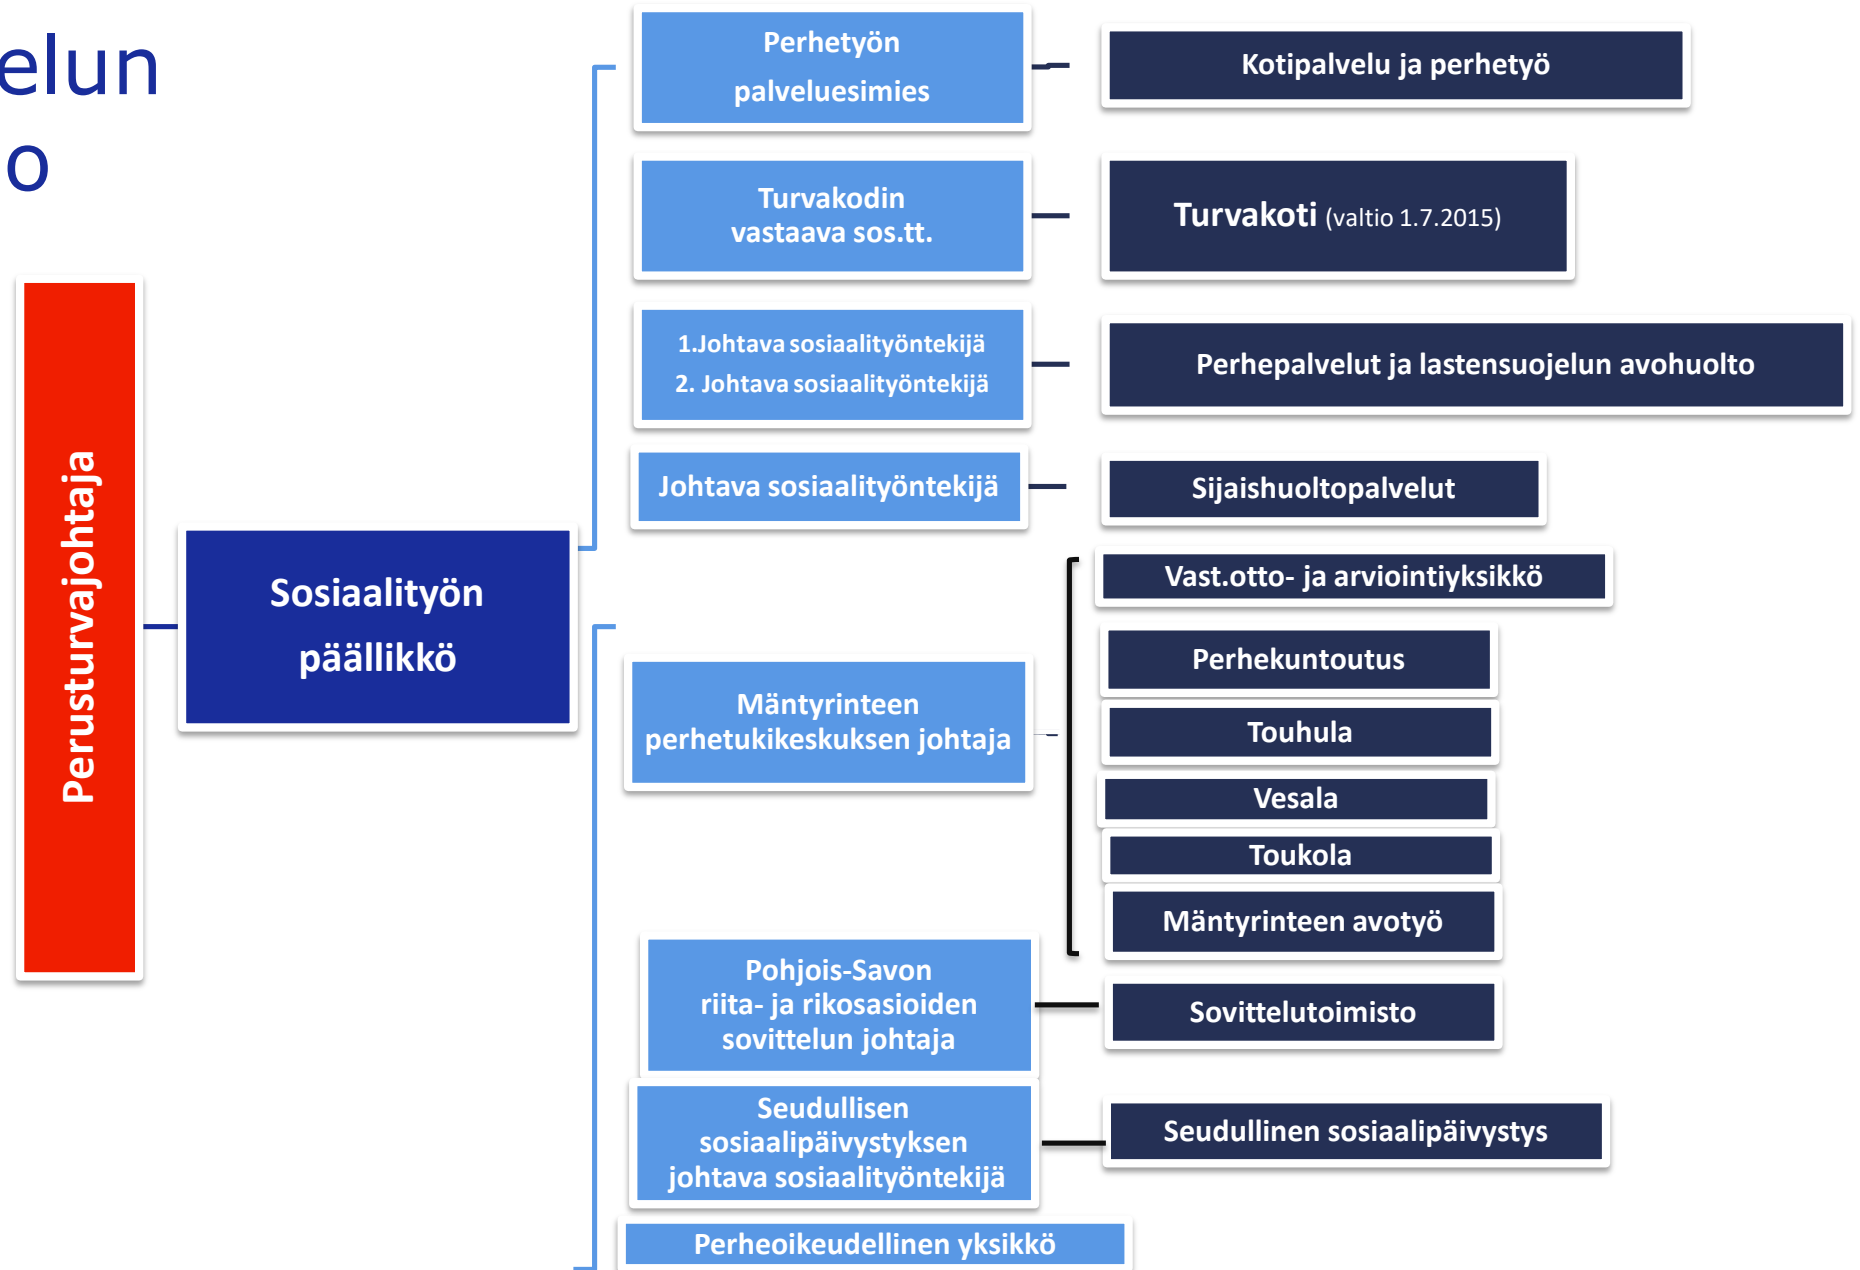 elun
o
Perusturvajohtaja
Sosiaalityön
päällikkö
Perhetyön
palveluesimies
Kotipalvelu ja perhetyö
Turvakodin
vastaava sos.tt.
Turvakoti (valtio 1.7.2015)
1.Johtava sosiaalityöntekijä
2. Johtava sosiaalityöntekijä
Perhepalvelut ja lastensuojelun avohuolto
Johtava sosiaalityöntekijä
Sijaishuoltopalvelut
Mäntyrinteen
perhetukikeskuksen johtaja
Vast.otto- ja arviointiyksikkö
Perhekuntoutus
Touhula
Vesala
Toukola
Mäntyrinteen avotyö
Pohjois-Savon
riita- ja rikosasioiden
sovittelun johtaja
Sovittelutoimisto
Seudullisen
sosiaalipäivystyksen
johtava sosiaalityöntekijä
Seudullinen sosiaalipäivystys
Perheoikeudellinen yksikkö